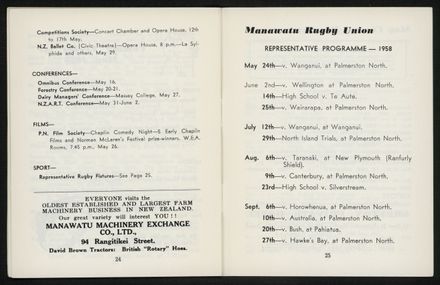 Competitions Society—Concert Chamber and Opera House, 12th
to 17th May.
N.Z. Ballet Co. (Civic Theatre)—Opera House, 8 p.m.—La Syl-
phide and others, May 29.
CONFERENCES—
Omnibus Conference—May 16.
Forestry Conference—May 20-21.
Dairy Managers' Conference—Massey College, May 27.
N.Z.A.R.T. Conference—May 31-June 2.
FILMS—
P.N. Film Society—Chaplin Comedy Night—5 Early Chaplin
Films and Norman McLaren's Festival prize-winners. W.E.A.
Rooms, 7.45 p.m., May 26.
SPORT—
Representative Rugby Fixtures—See Page 25.
EVERYONE visits the
OLDEST ESTABLISHED AND LARGEST FARM
MACHINERY BUSINESS IN NEW ZEALAND.
Our great variety will interest YOU ! !
MANAWATU MACHINERY EXCHANGE
CO., LTD.,
94 Rangitikei Street.
David Brown Tractors: British "Rotary" Hoes.
24
Manawatu Rugby Union
REPRESENTATIVE PROGRAMME — 1958
May 24th—v. Wanganui, at Palmerston North.
June 2nd—v. Wellington at Palmerston North.
14th—High School v. Te Aute.
25th—v. Wairarapa, at Palmerston North.
July 12th—v. Wanganui, at Wanganui.
29th—North Island Trials, at Palmerston North.
Aug. 6th—v. Taranaki, at New Plymouth (Ranfurly
Shield).
9th—v. Canterbury, at Palmerston North.
23rd—High School v. Silverstream.
Sept. 6th—v. Horowhenua, at Palmerston North.
10th—v. Australia, at Palmerston North.
20th—v. Bush, at Pahiatua.
27th—v. Hawke's Bay, at Palmerston North.
25